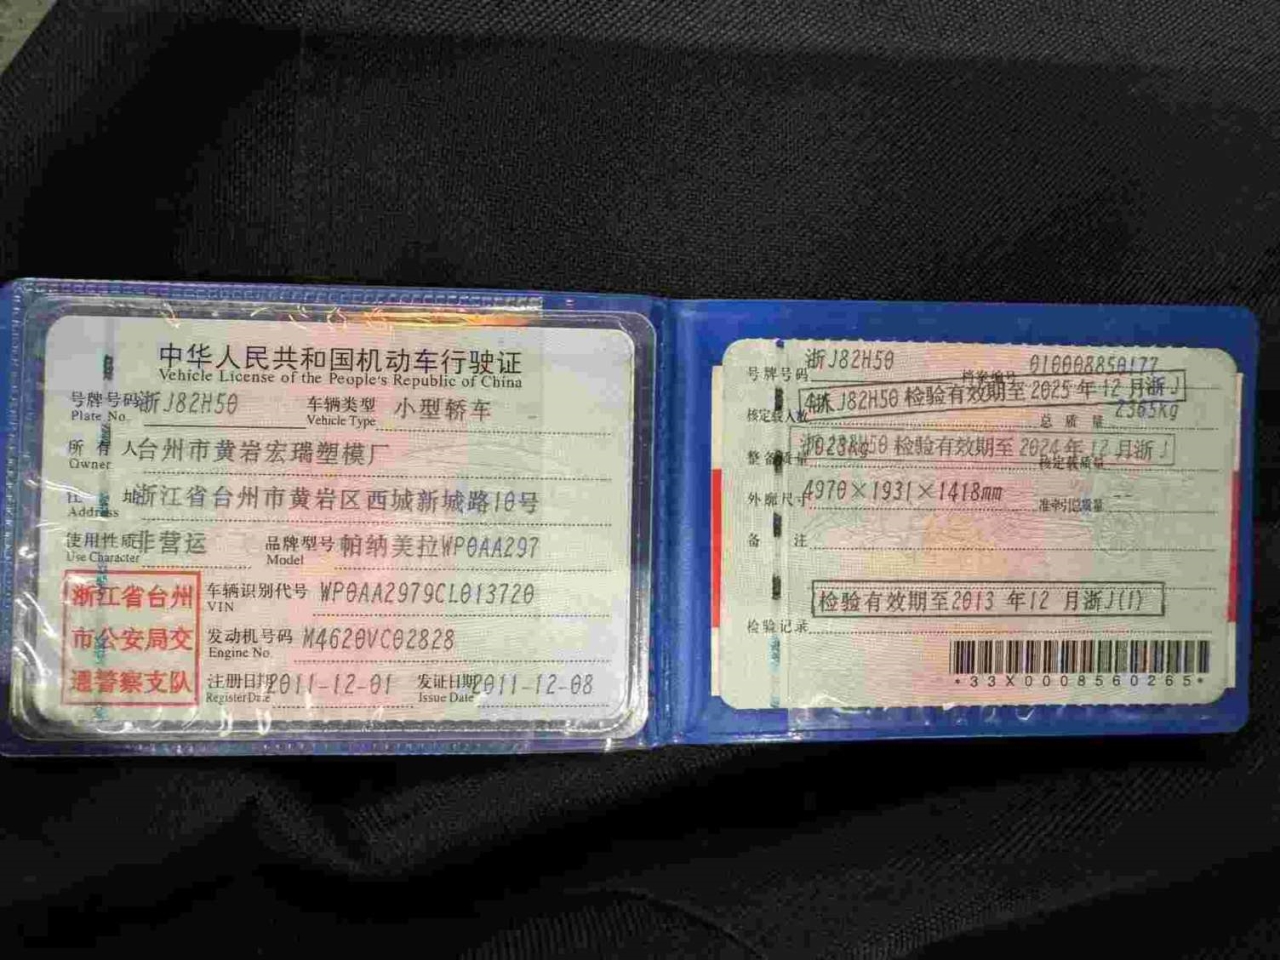 中华人民共和国机动车行驶证
Vehicle License of the People's Republic of China
号牌号码 浙J82H50 车辆类型 小型轿车
Plate No. Vehicle Type
所有人 台州市黄岩宏瑞塑模厂
Owner
住址 浙江省台州市黄岩区西城新城路10号
Address
使用性质 非营运 品牌型号 帕纳美拉WP0AA297
Use Character Model
浙江省台州
市公安局交
通警察支队
车辆识别代号 WP0AA2979CL013720
VIN
发动机号码 M4620VC02828
Engine No.
注册日期 2011-12-01 发证日期 2011-12-08
Register Date Issue Date
号牌号码 浙J82H50 档案编号 010008850177
浙J82H50 检验有效期至2025年12月浙J
核定载人数 4人 总质量 2365kg
浙J82H50 检验有效期至2024年12月浙J
整备质量 核定载质量
外廓尺寸 4970×1931×1418mm 准牵引总质量 --
备注
检验有效期至2013年12月浙J(1)
检验记录
*33X0008560265*